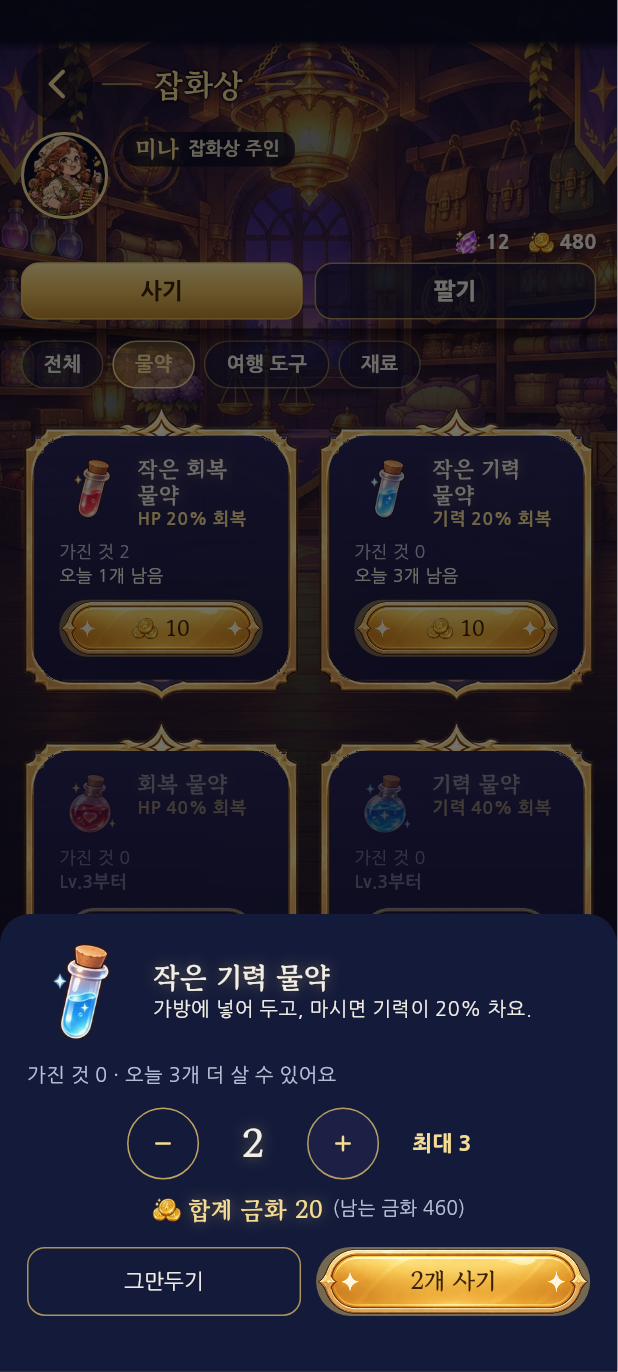 잡화상
미나 잡화상 주인
12 480
사기 팔기
전체 물약 여행 도구 재료
작은 회복
물약
HP 20% 회복
가진 것 2
오늘 1개 남음
10
작은 기력
물약
기력 20% 회복
가진 것 0
오늘 3개 남음
10
회복 물약
HP 40% 회복
가진 것 0
Lv.3부터
기력 물약
기력 40% 회복
가진 것 0
Lv.3부터
작은 기력 물약
가방에 넣어 두고, 마시면 기력이 20% 차요.
가진 것 0 · 오늘 3개 더 살 수 있어요
− 2 + 최대 3
합계 금화 20 (남는 금화 460)
그만두기 2개 사기